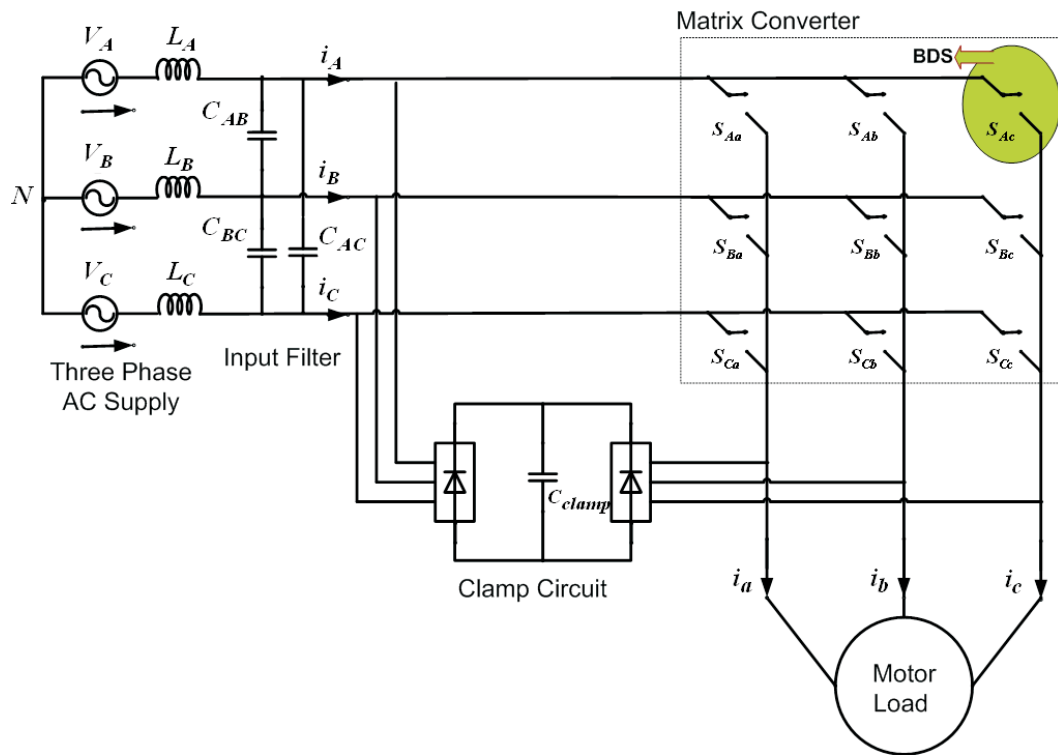 Matrix Converter
V_A
L_A
i_A
BDS
C_AB
S_Aa
S_Ab
S_Ac
N
V_B
L_B
i_B
C_BC
C_AC
S_Ba
S_Bb
S_Bc
V_C
L_C
i_C
Three Phase
AC Supply
Input Filter
S_Ca
S_Cb
S_Cc
C_clamp
Clamp Circuit
i_a
i_b
i_c
Motor
Load